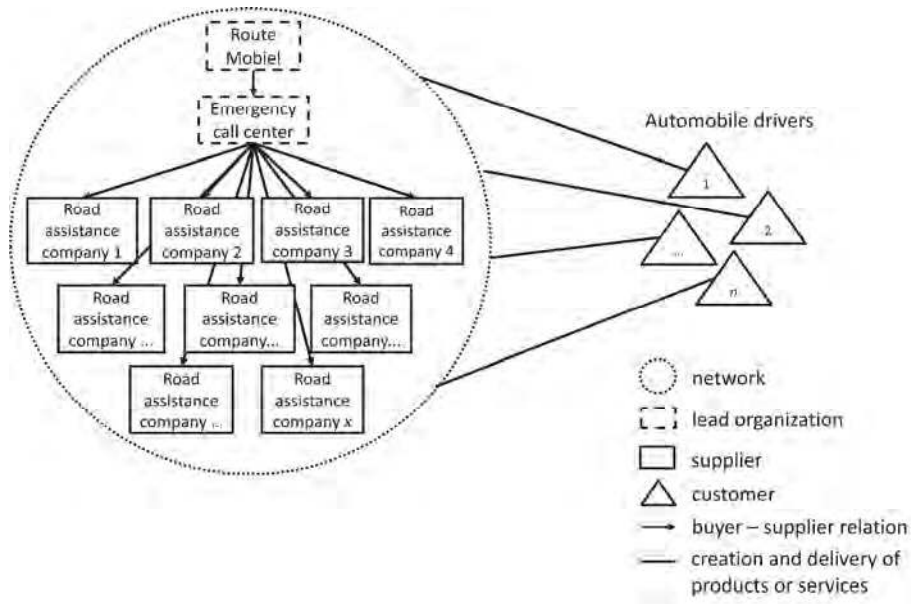 Route
Mobiel
Emergency
call center
Automobile drivers
1
2
....
n
Road
assistance
company 1
Road
assistance
company 2
Road
assistance
company 3
Road
assistance
company 4
Road
assistance
company ...
Road
assistance
company...
Road
assistance
company...
Road
assistance
company ...
Road
assistance
company x
network
lead organization
supplier
customer
buyer – supplier relation
creation and delivery of
products or services